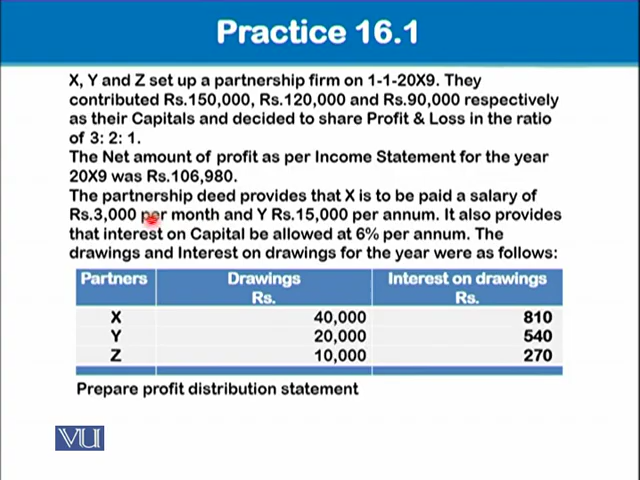 Practice 16.1
X, Y and Z set up a partnership firm on 1-1-20X9. They
contributed Rs.150,000, Rs.120,000 and Rs.90,000 respectively
as their Capitals and decided to share Profit & Loss in the ratio
of 3: 2: 1.
The Net amount of profit as per Income Statement for the year
20X9 was Rs.106,980.
The partnership deed provides that X is to be paid a salary of
Rs.3,000 per month and Y Rs.15,000 per annum. It also provides
that interest on Capital be allowed at 6% per annum. The
drawings and Interest on drawings for the year were as follows:
Partners Drawings Interest on drawings
Rs. Rs.
X 40,000 810
Y 20,000 540
Z 10,000 270
Prepare profit distribution statement
VU